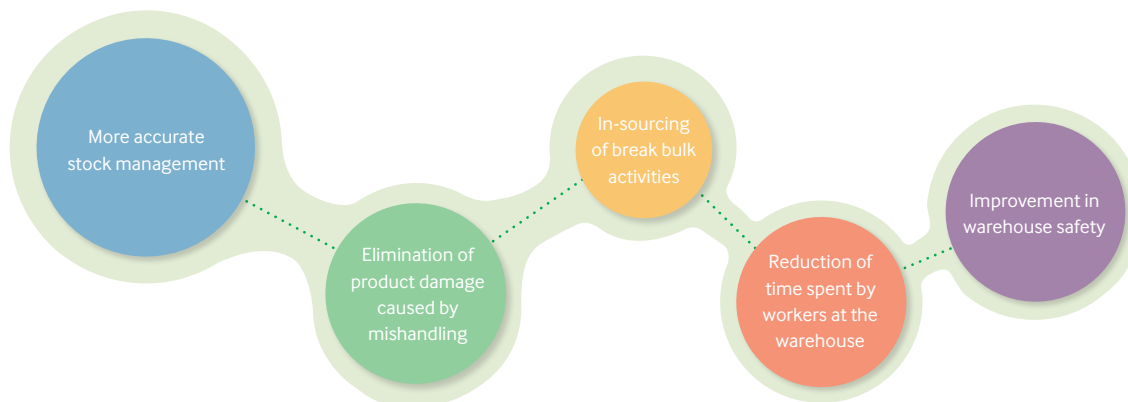 More accurate
stock management
Elimination of
product damage
caused by
mishandling
In-sourcing
of break bulk
activities
Reduction of
time spent by
workers at the
warehouse
Improvement in
warehouse safety